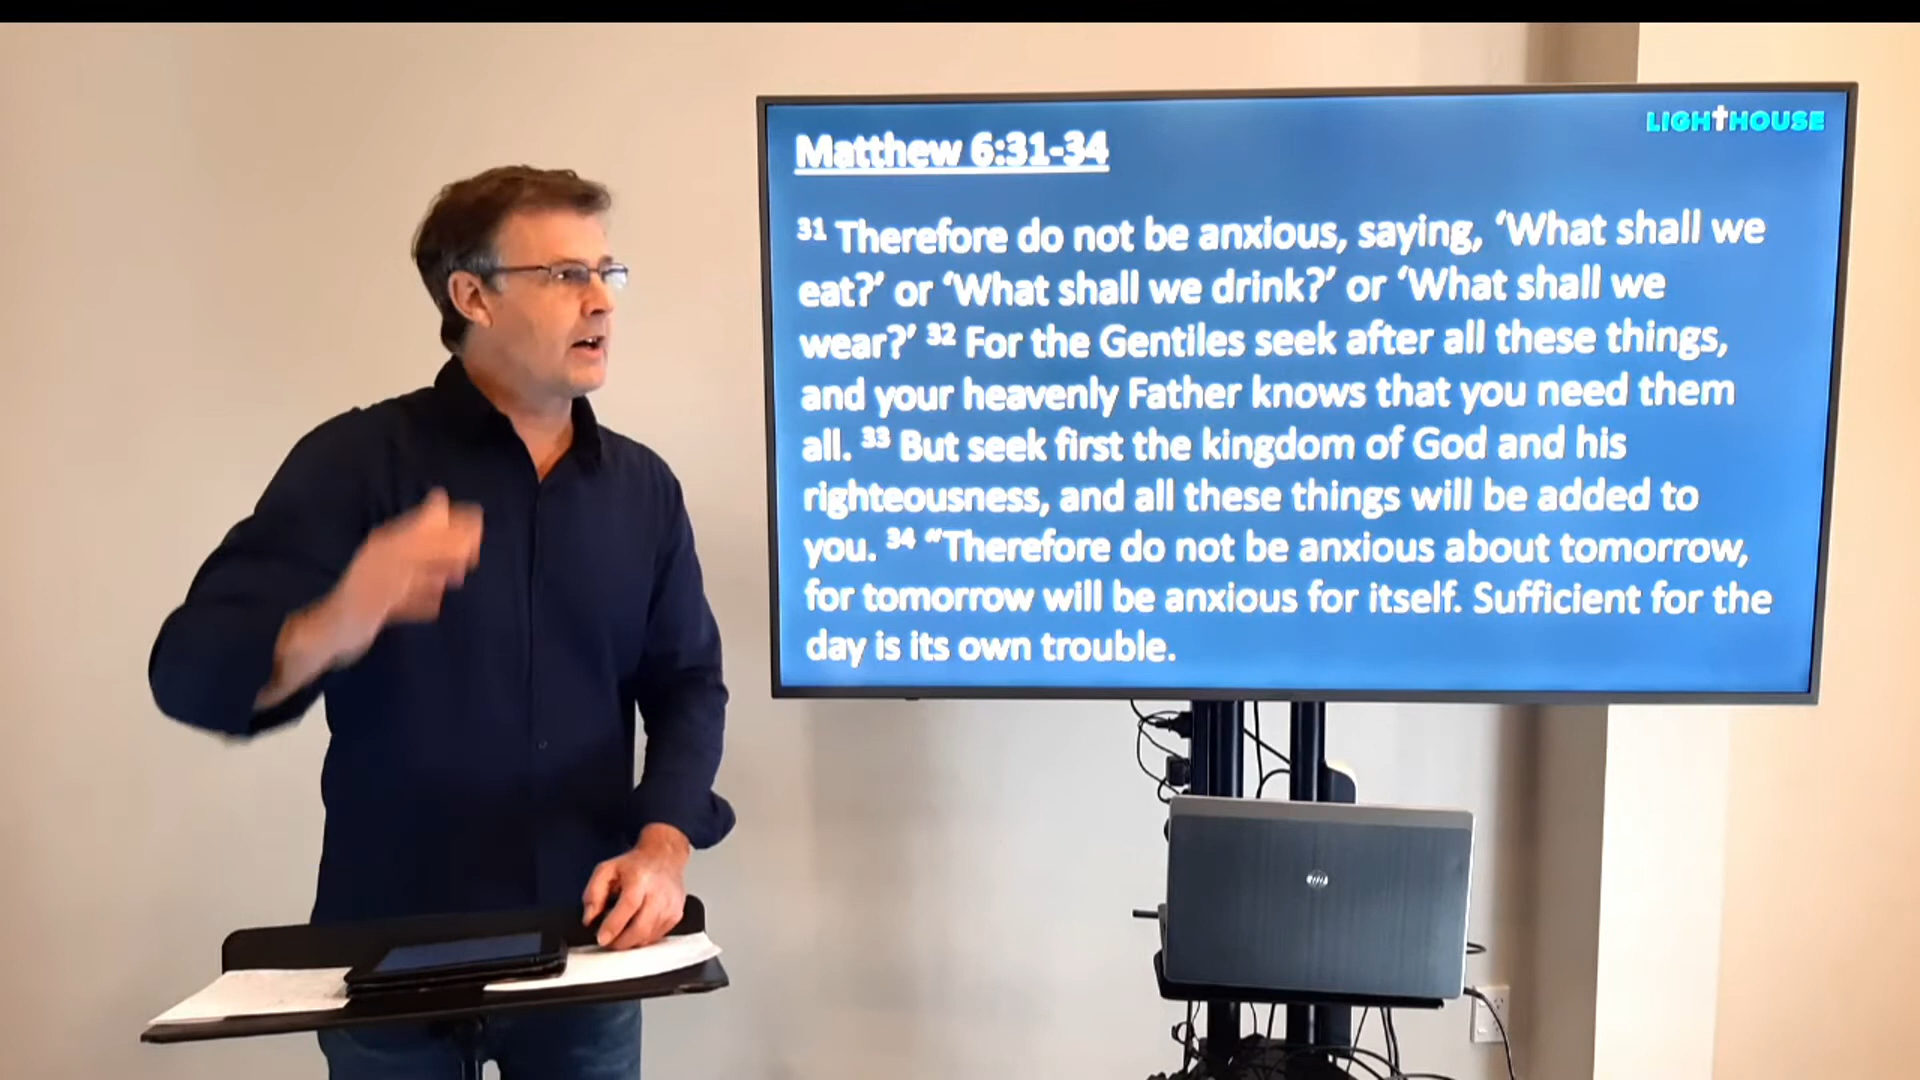 LIGHTHOUSE
Matthew 6:31-34
31 Therefore do not be anxious, saying, ‘What shall we
eat?’ or ‘What shall we drink?’ or ‘What shall we
wear?’ 32 For the Gentiles seek after all these things,
and your heavenly Father knows that you need them
all. 33 But seek first the kingdom of God and his
righteousness, and all these things will be added to
you. 34 “Therefore do not be anxious about tomorrow,
for tomorrow will be anxious for itself. Sufficient for the
day is its own trouble.
hp